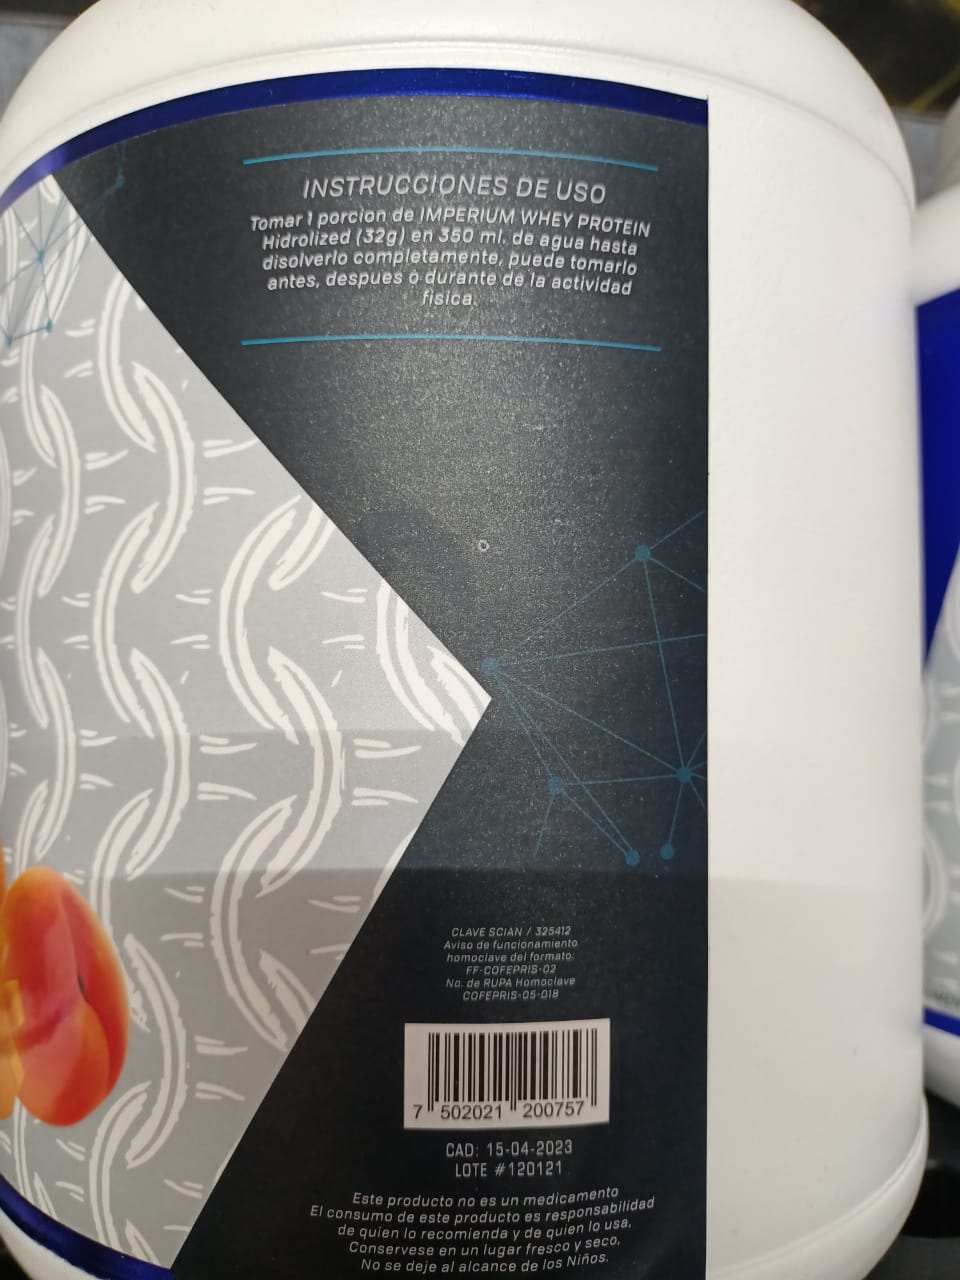 INSTRUCCIONES DE USO
Tomar 1 porcion de IMPERIUM WHEY PROTEIN
Hidrolized (32g) en 350 ml. de agua hasta
disolverlo completamente, puede tomarlo
antes, despues o durante de la actividad
fisica.
CLAVE SCIAN / 325412
Aviso de funcionamiento
homoclave del formato:
FF-COFEPRIS-02
No. de RUPA Homoclave
COFEPRIS-05-018
7 502021 200757
CAD: 15-04-2023
LOTE #120121
Este producto no es un medicamento
El consumo de este producto es responsabilidad
de quien lo recomienda y de quien lo usa,
Conservese en un lugar fresco y seco,
No se deje al alcance de los Niños.